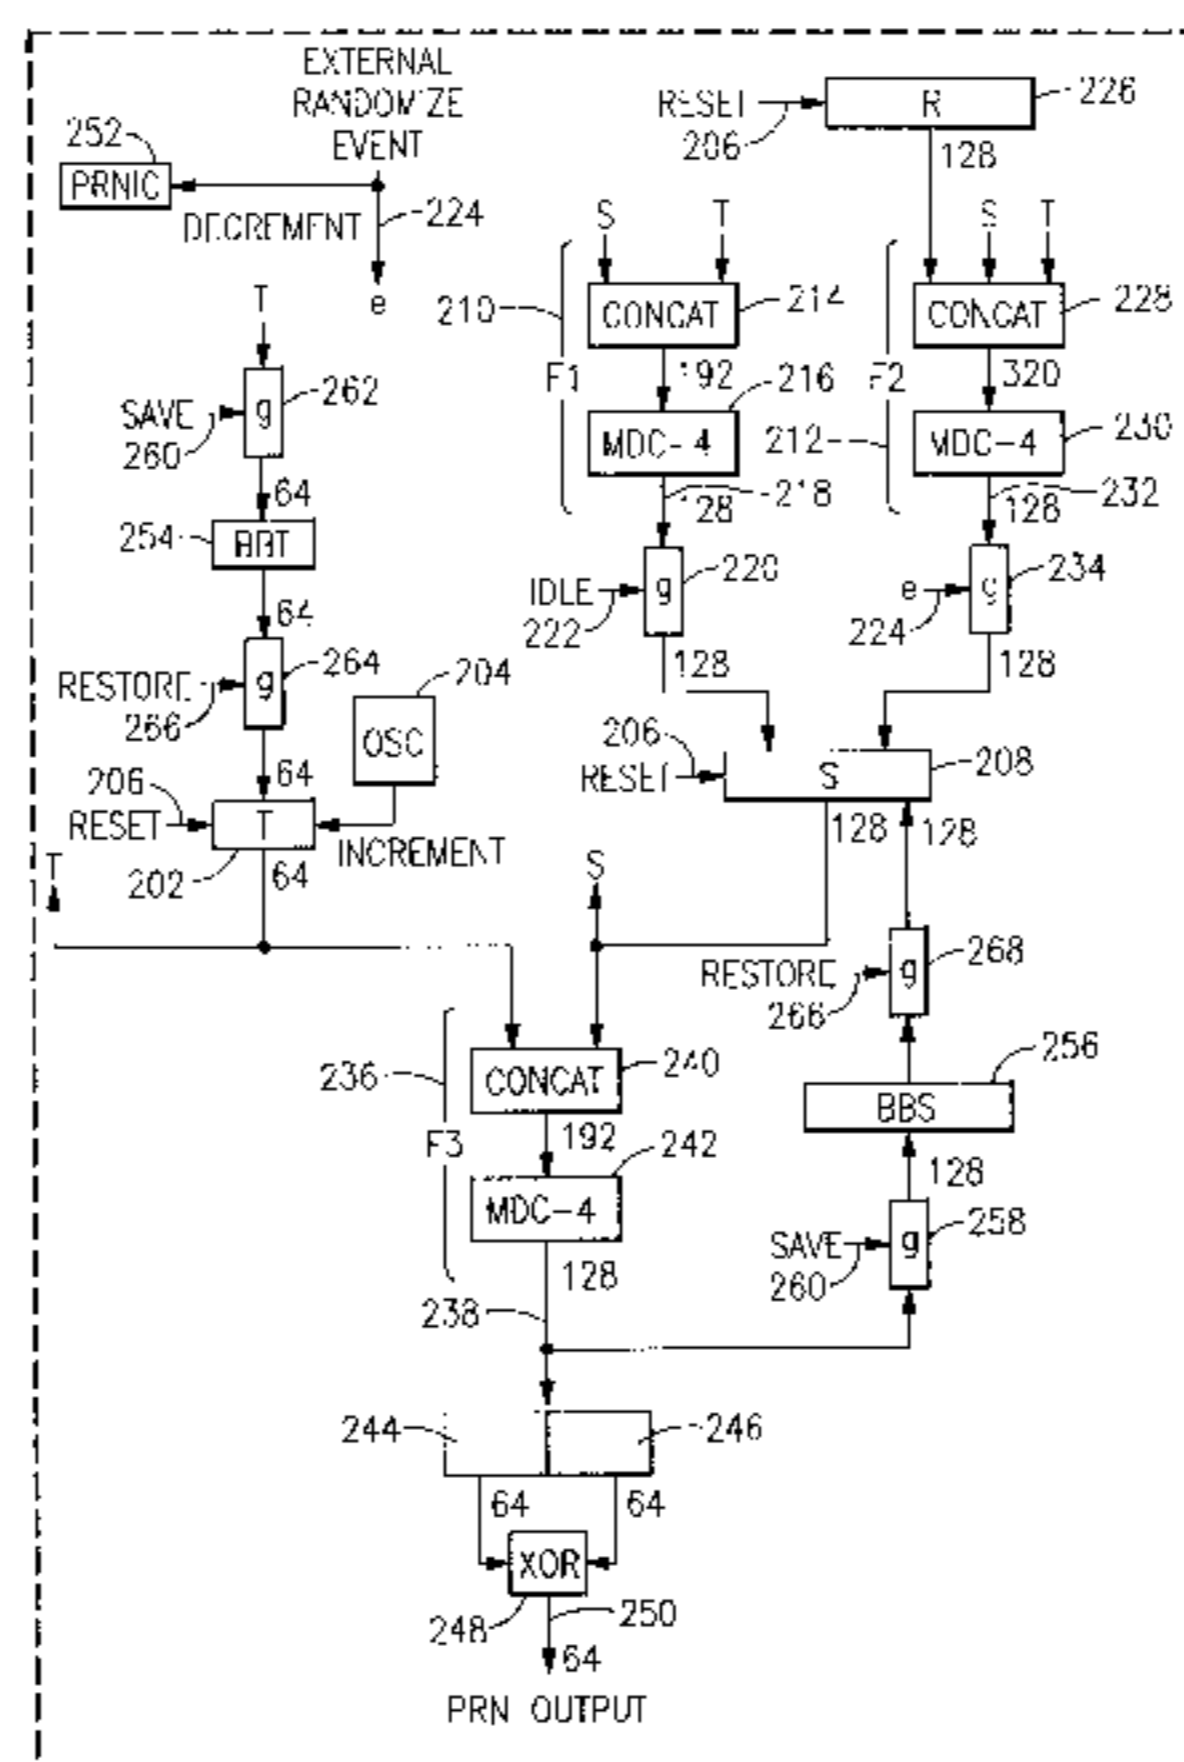 EXTERNAL
RANDOMIZE
EVENT
252
PRNIC
DECREMENT
224
e
RESET
206
R
226
128
S T
210
F1
CONCAT
214
192
MDC-4
216
128
218
IDLE
222
g
220
128
S T
F2
CONCAT
228
320
212
MDC-4
230
128
232
e
224
g
234
128
T
SAVE
260
g
262
64
254
BBT
64
RESTORE
266
g
264
64
204
OSC
206
RESET
T
INCREMENT
202
64
T
206
RESET
S
208
128
128
S
RESTORE
266
g
268
236
F3
CONCAT
240
192
MDC-4
242
128
238
256
BBS
128
SAVE
260
g
258
244
246
64
64
XOR
248
250
64
PRN OUTPUT